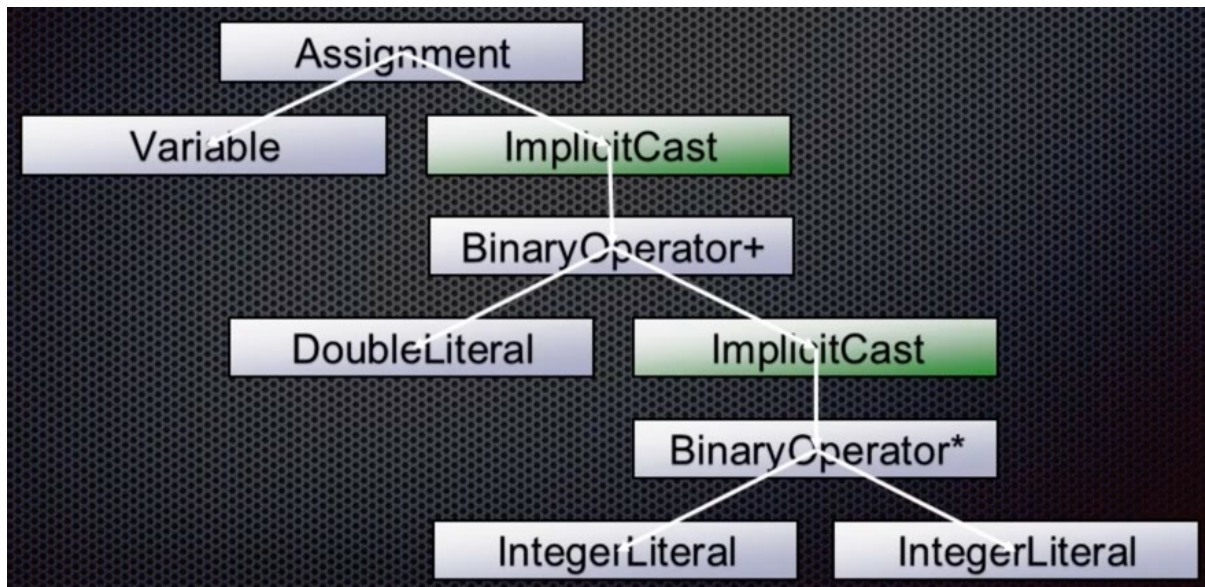 Assignment
Variable
ImplicitCast
BinaryOperator+
DoubleLiteral
ImplicitCast
BinaryOperator*
IntegerLiteral
IntegerLiteral